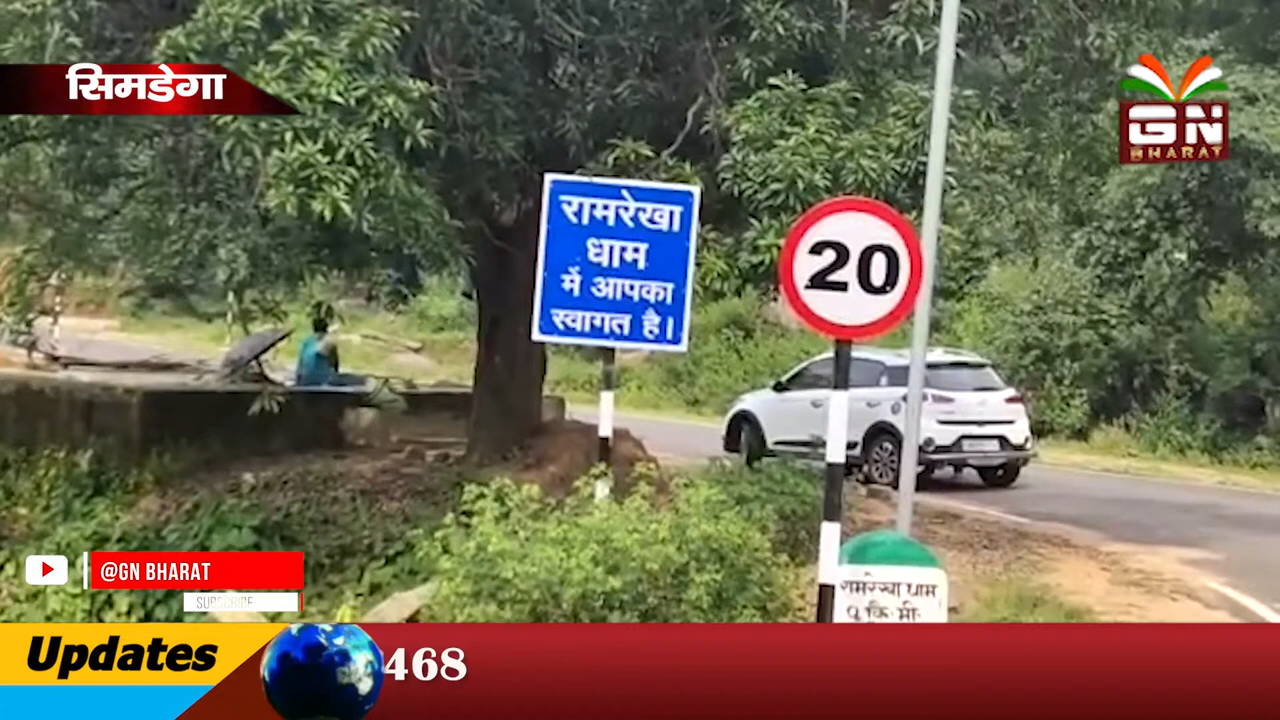 सिमडेगा
GN
BHARAT
रामरेखा
धाम
में आपका
स्वागत है।
20
@GN BHARAT
SUBSCRIBE
रामरेखा धाम
Updates
468